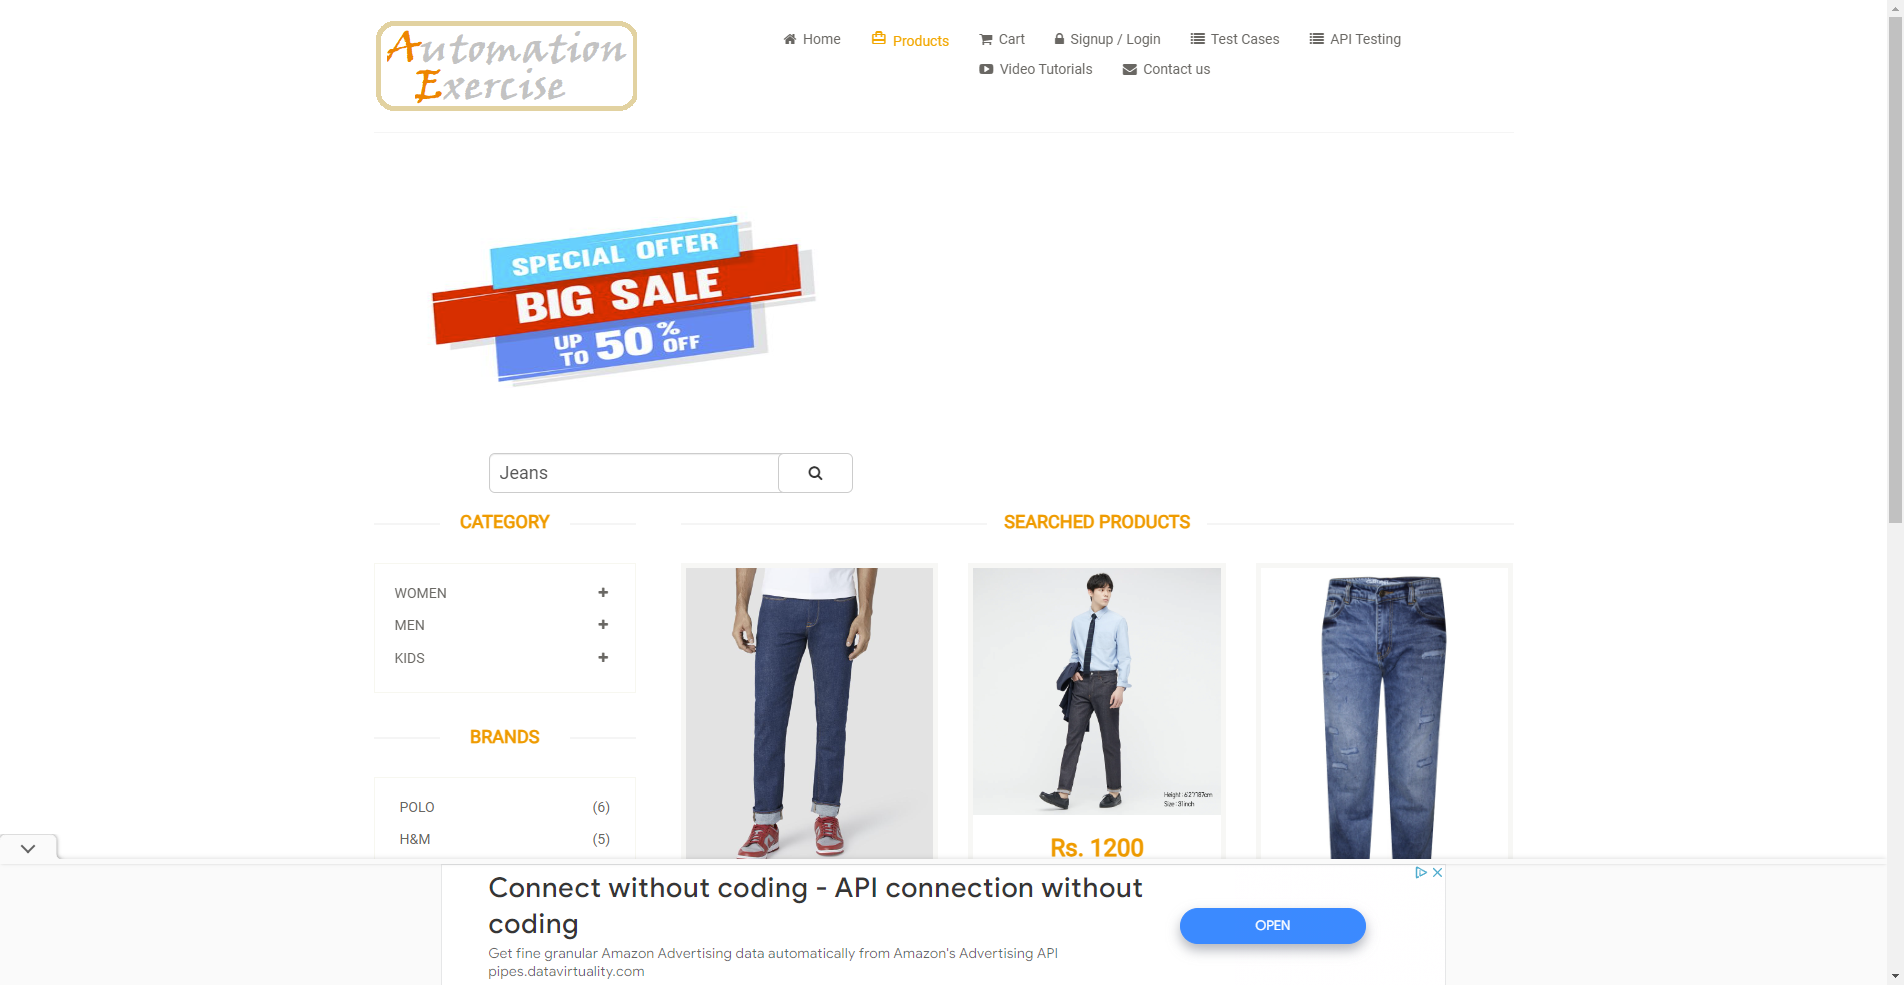 Automation
Exercise
Home
Products
Cart
Signup / Login
Test Cases
API Testing
Video Tutorials
Contact us
SPECIAL OFFER
BIG SALE
UP TO 50% OFF
Jeans
CATEGORY
WOMEN
MEN
KIDS
BRANDS
POLO (6)
H&M (5)
SEARCHED PRODUCTS
Height : 6'2"/187cm
Size : 31inch
Rs. 1200
Connect without coding - API connection without
coding
Get fine granular Amazon Advertising data automatically from Amazon's Advertising API
pipes.datavirtuality.com
OPEN